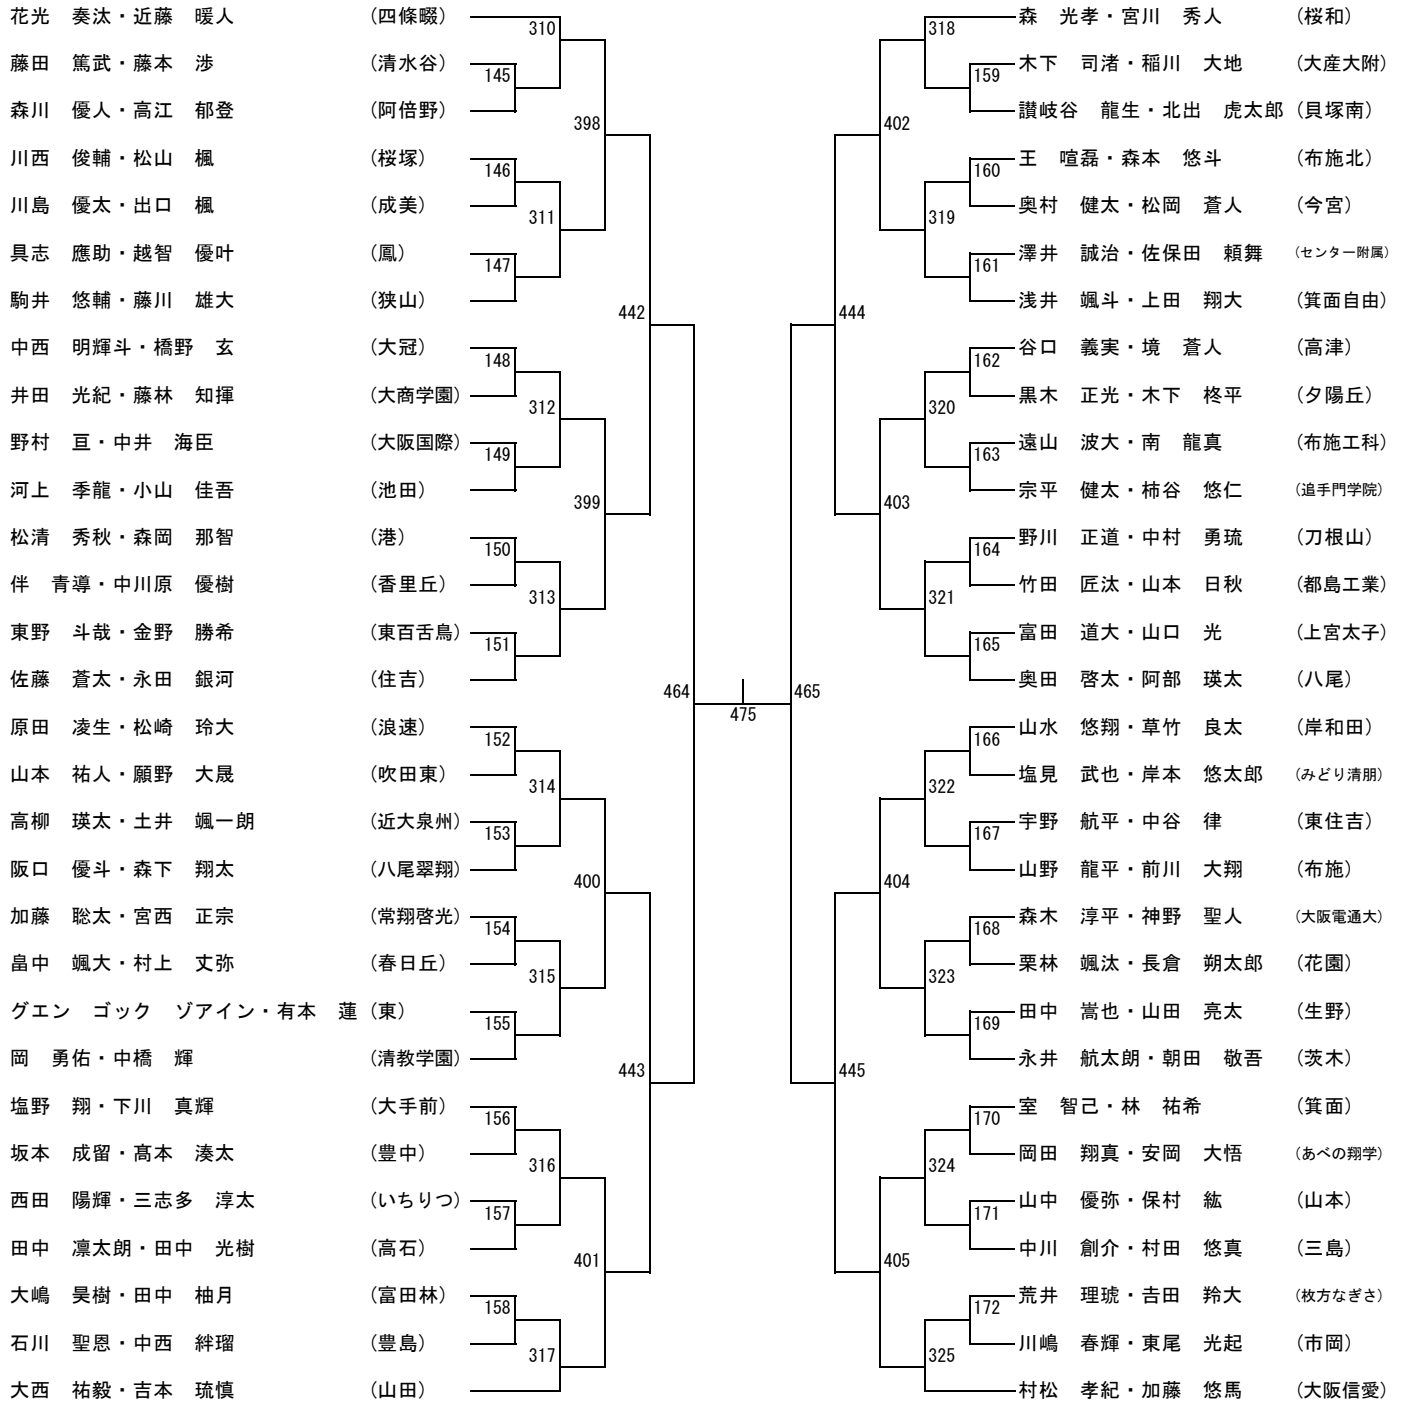 花光　奏汰・近藤　暖人　（四條畷）
藤田　篤武・藤本　渉　（清水谷）
森川　優人・高江　郁登　（阿倍野）
川西　俊輔・松山　楓　（桜塚）
川島　優太・出口　楓　（成美）
具志　應助・越智　優叶　（鳳）
駒井　悠輔・藤川　雄大　（狭山）
中西　明輝斗・橋野　玄　（大冠）
井田　光紀・藤林　知揮　（大商学園）
野村　亘・中井　海臣　（大阪国際）
河上　季龍・小山　佳吾　（池田）
松清　秀秋・森岡　那智　（港）
伴　青導・中川原　優樹　（香里丘）
東野　斗哉・金野　勝希　（東百舌鳥）
佐藤　蒼太・永田　銀河　（住吉）
原田　凌生・松崎　玲大　（浪速）
山本　祐人・願野　大晟　（吹田東）
高柳　瑛太・土井　颯一朗　（近大泉州）
阪口　優斗・森下　翔太　（八尾翠翔）
加藤　聡太・宮西　正宗　（常翔啓光）
畠中　颯大・村上　丈弥　（春日丘）
グエン　ゴック　ゾアイン・有本　蓮　（東）
岡　勇佑・中橋　輝　（清教学園）
塩野　翔・下川　真輝　（大手前）
坂本　成留・髙本　湊太　（豊中）
西田　陽輝・三志多　淳太　（いちりつ）
田中　凛太朗・田中　光樹　（高石）
大嶋　昊樹・田中　柚月　（富田林）
石川　聖恩・中西　絆瑠　（豊島）
大西　祐毅・吉本　琉慎　（山田）
145
146
147
148
149
150
151
152
153
154
155
156
157
158
310
311
312
313
314
315
316
317
398
399
400
401
442
443
464
475
465
444
445
402
403
404
405
318
319
320
321
322
323
324
325
159
160
161
162
163
164
165
166
167
168
169
170
171
172
森　光孝・宮川　秀人　（桜和）
木下　司渚・稲川　大地　（大産大附）
讃岐谷　龍生・北出　虎太郎　（貝塚南）
王　喧磊・森本　悠斗　（布施北）
奥村　健太・松岡　蒼人　（今宮）
澤井　誠治・佐保田　頼舞　（センター附属）
浅井　颯斗・上田　翔大　（箕面自由）
谷口　義実・境　蒼人　（高津）
黒木　正光・木下　柊平　（夕陽丘）
遠山　波大・南　龍真　（布施工科）
宗平　健太・柿谷　悠仁　（追手門学院）
野川　正道・中村　勇琉　（刀根山）
竹田　匠汰・山本　日秋　（都島工業）
富田　道大・山口　光　（上宮太子）
奥田　啓太・阿部　瑛太　（八尾）
山水　悠翔・草竹　良太　（岸和田）
塩見　武也・岸本　悠太郎　（みどり清朋）
宇野　航平・中谷　律　（東住吉）
山野　龍平・前川　大翔　（布施）
森木　淳平・神野　聖人　（大阪電通大）
栗林　颯汰・長倉　朔太郎　（花園）
田中　嵩也・山田　亮太　（生野）
永井　航太朗・朝田　敬吾　（茨木）
室　智己・林　祐希　（箕面）
岡田　翔真・安岡　大悟　（あべの翔学）
山中　優弥・保村　紘　（山本）
中川　創介・村田　悠真　（三島）
荒井　理琥・𠮷田　羚大　（枚方なぎさ）
川嶋　春輝・東尾　光起　（市岡）
村松　孝紀・加藤　悠馬　（大阪信愛）